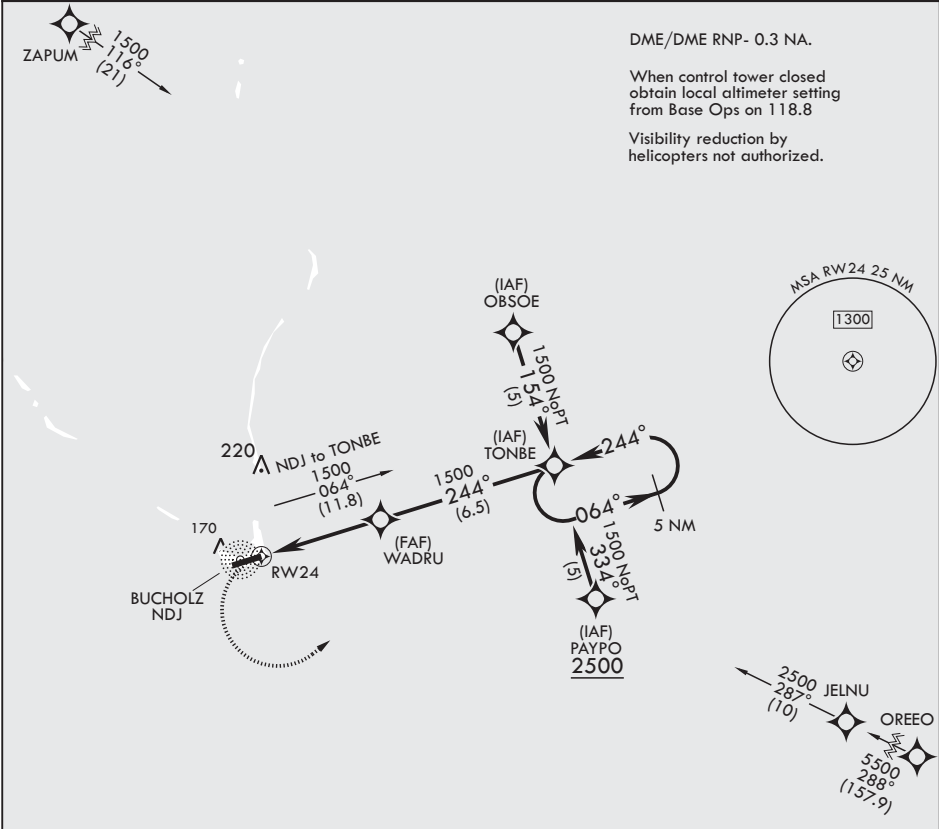 ZAPUM
1500
116°
(21)
DME/DME RNP- 0.3 NA.
When control tower closed
obtain local altimeter setting
from Base Ops on 118.8
Visibility reduction by
helicopters not authorized.
MSA RW24 25 NM
1300
(IAF)
OBSOE
1500 NoPT
154°
(5)
(IAF)
TONBE
244°
064°
5 NM
220
NDJ to TONBE
1500
064°
(11.8)
1500
244°
(6.5)
(FAF)
WADRU
170
RW24
BUCHOLZ
NDJ
1500 NoPT
334°
(5)
(IAF)
PAYPO
2500
2500
287°
(10)
JELNU
OREEO
5500
288°
(157.9)